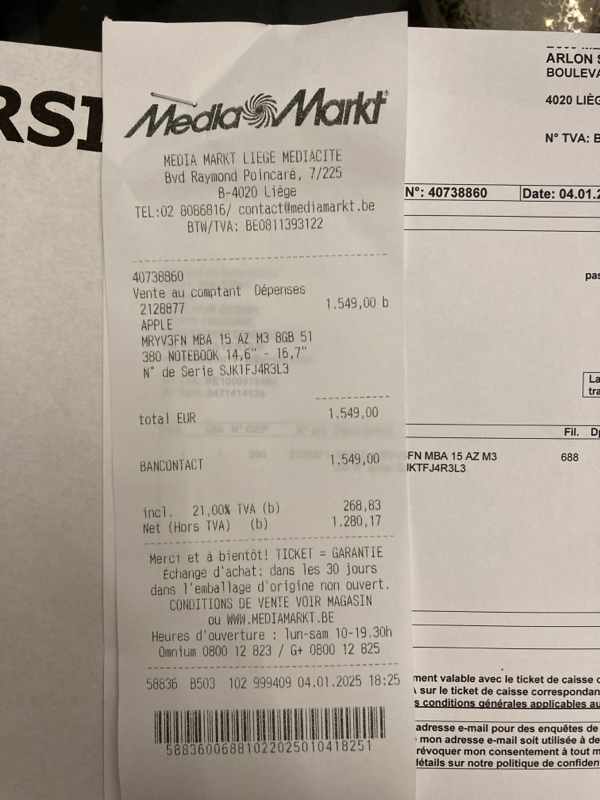 RSI
Media Markt
MEDIA MARKT LIEGE MEDIACITE
Bvd Raymond Poincaré, 7/225
B-4020 Liège
TEL:02 8086816/ contact@mediamarkt.be
BTW/TVA: BE0811393122
40738860
Vente au comptant Dépenses
2128877 1.549,00 b
APPLE
MRYV3FN MBA 15 AZ M3 8GB 51
380 NOTEBOOK 14,6" - 16,7"
N° de Serie SJKTFJ4R3L3
total EUR 1.549,00
BANCONTACT 1.549,00
incl. 21,00% TVA (b) 268,83
Net (Hors TVA) (b) 1.280,17
Merci et à bientôt! TICKET = GARANTIE
Echange d'achat: dans les 30 jours
dans l'emballage d'origine non ouvert.
CONDITIONS DE VENTE VOIR MAGASIN
ou WWW.MEDIAMARKT.BE
Heures d'ouverture : lun-sam 10-19.30h
Omnium 0800 12 823 / G+ 0800 12 825
58836 B503 102 999409 04.01.2025 18:25
58836006881022025010418251
ARLON S
BOULEVA
4020 LIÈG
N° TVA: B
N°: 40738860 Date: 04.01.2
pas
La
tra
Fil. Dp
FN MBA 15 AZ M3 688
JKTFJ4R3L3
ment valable avec le ticket de caisse o
sur le ticket de caisse correspondan
s conditions générales applicables au
adresse e-mail pour des enquêtes de
mon adresse e-mail soit utilisée à de
révoquer mon consentement à tout m
détails sur notre politique de confiden